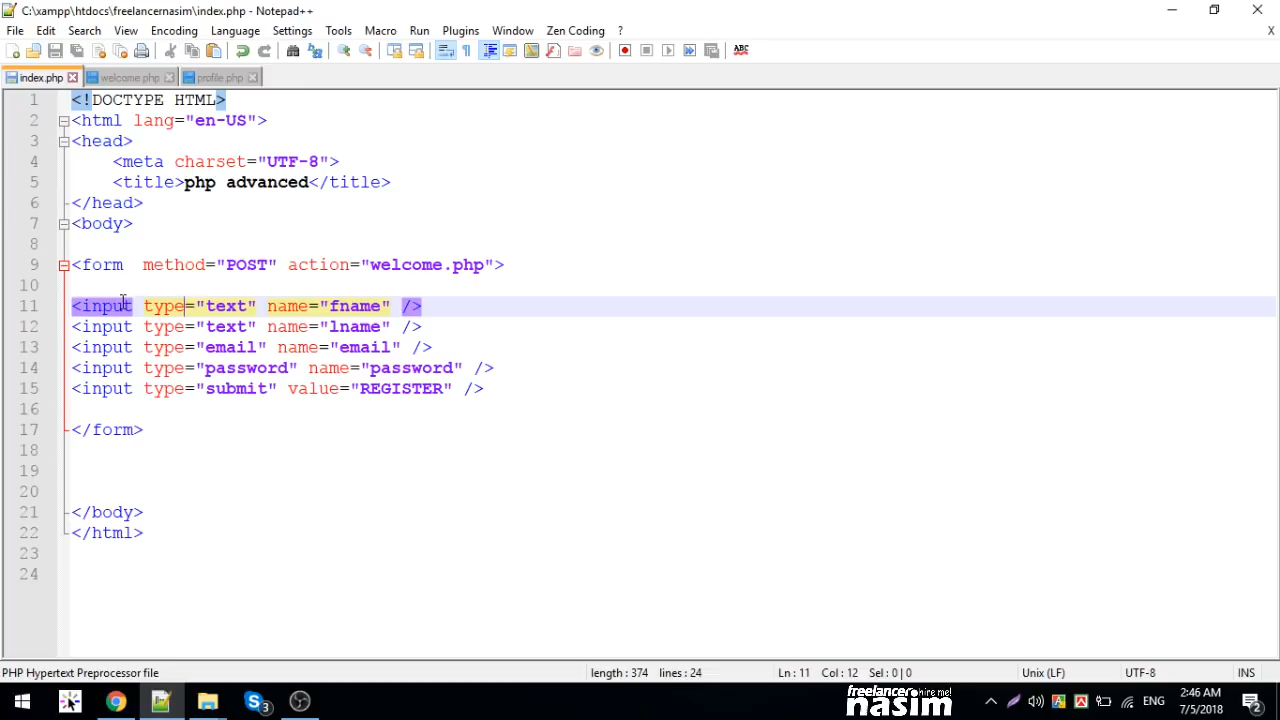 C:\xampp\htdocs\freelancernasim\index.php - Notepad++
File Edit Search View Encoding Language Settings Tools Macro Run Plugins Window Zen Coding ? X
ABC
index.php welcome.php profile.php
1 <!DOCTYPE HTML>
2 <html lang="en-US">
3 <head>
4 <meta charset="UTF-8">
5 <title>php advanced</title>
6 </head>
7 <body>
8
9 <form  method="POST" action="welcome.php">
10
11 <input type="text" name="fname" />
12 <input type="text" name="lname" />
13 <input type="email" name="email" />
14 <input type="password" name="password" />
15 <input type="submit" value="REGISTER" />
16
17 </form>
18
19
20
21 </body>
22 </html>
23
24
PHP Hypertext Preprocessor file length : 374 lines : 24 Ln : 11 Col : 12 Sel : 0 | 0 Unix (LF) UTF-8 INS
3 freelancer hire me! nasim ENG 2:46 AM 7/5/2018 2